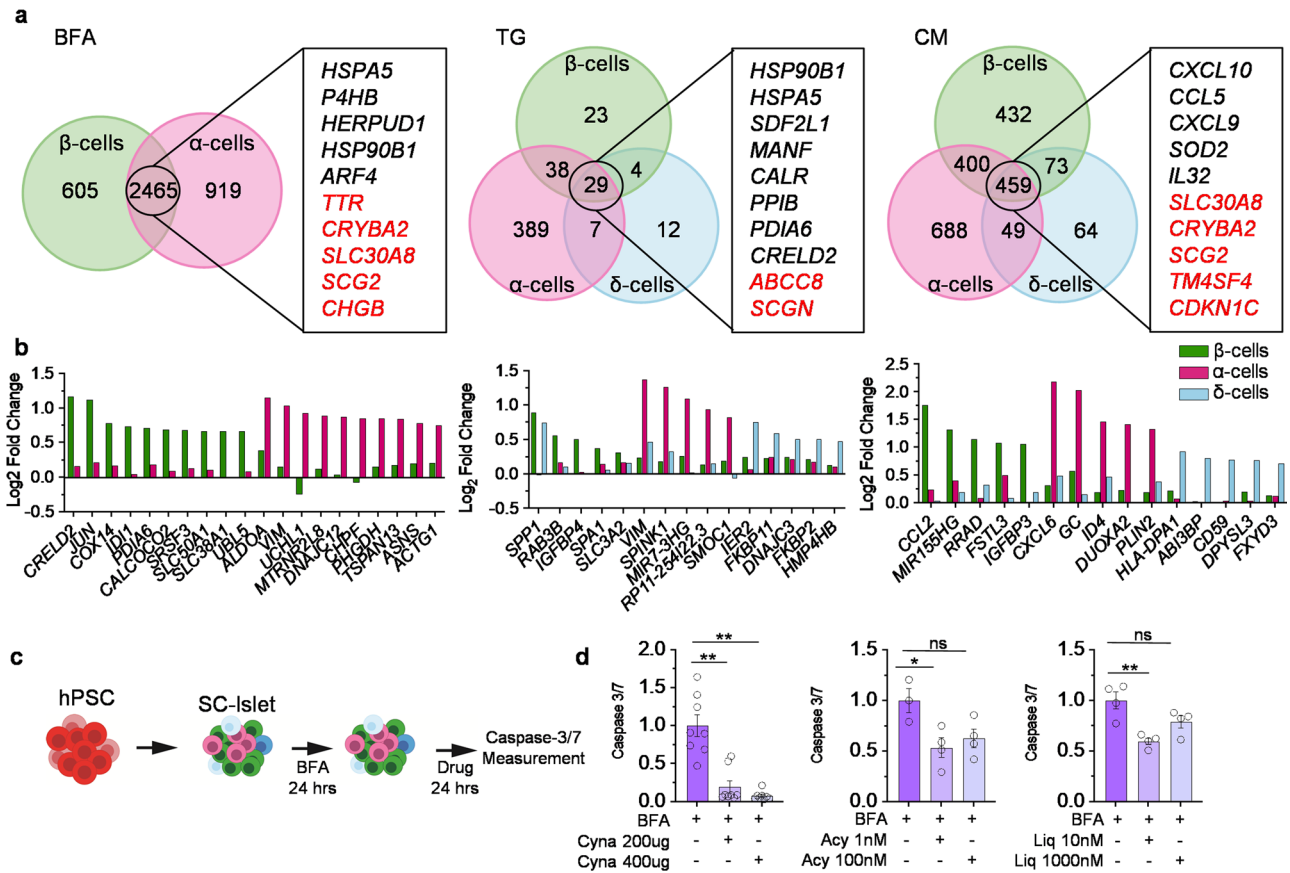 a
BFA
β-cells
α-cells
605
2465
919
HSPA5
P4HB
HERPUD1
HSP90B1
ARF4
TTR
CRYBA2
SLC30A8
SCG2
CHGB
TG
β-cells
23
38
29
4
389
7
12
α-cells
δ-cells
HSP90B1
HSPA5
SDF2L1
MANF
CALR
PPIB
PDIA6
CRELD2
ABCC8
SCGN
CM
β-cells
432
400
459
73
688
49
64
α-cells
δ-cells
CXCL10
CCL5
CXCL9
SOD2
IL32
SLC30A8
CRYBA2
SCG2
TM4SF4
CDKN1C
b
Log2 Fold Change
1.5
1.0
0.5
0.0
−0.5
CRELD2
JUN
COX14
IDI1
PDIA6
CALCOCO2
SRSF3
SLC50A1
SLC38A1
UBL5
ALDOA
VIM
UCHL1
MTRNR2L8
DNAJC12
CHPF
PHGDH
TSPAN13
ASNS
ACTG1
Log2 Fold Change
1.5
1.0
0.5
0.0
−0.5
SPP1
RAB3B
IGFBP4
SPA1
SLC3A2
VIM
SPINK1
MIR7-3HG
RP11-254I22.3
SMOC1
IER2
FKBP11
DNAJC3
FKBP2
HMP4HB
β-cells
α-cells
δ-cells
Log2 Fold Change
2.5
2.0
1.5
1.0
0.5
0.0
CCL2
MIR155HG
RRAD
FSTL3
IGFBP3
CXCL6
GC
ID4
DUOXA2
PLIN2
HLA-DPA1
ABI3BP
CD59
DPYSL3
FXYD3
c
hPSC
SC-Islet
BFA
24 hrs
Drug
24 hrs
Caspase-3/7
Measurement
d
Caspase 3/7
2.0
1.5
1.0
0.5
0.0
**
**
BFA + + +
Cyna 200ug - + -
Cyna 400ug - - +
Caspase 3/7
1.5
1.0
0.5
0.0
ns
*
BFA + + +
Acy 1nM - + -
Acy 100nM - - +
Caspase 3/7
1.5
1.0
0.5
0.0
ns
**
BFA + + +
Liq 10nM - + -
Liq 1000nM - - +